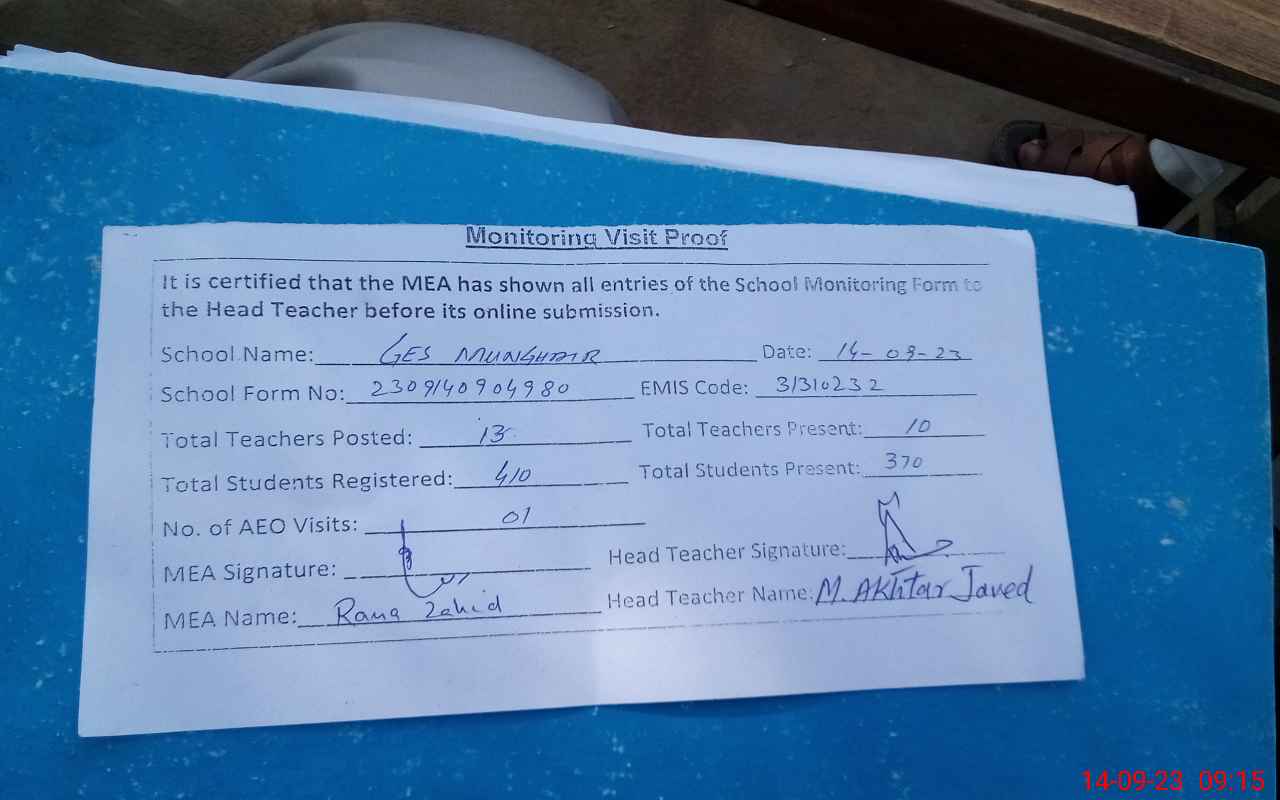 Monitoring Visit Proof
It is certified that the MEA has shown all entries of the School Monitoring Form to
the Head Teacher before its online submission.
School Name: GES MUNGHAIR Date: 14-09-23
School Form No: 2309140904980 EMIS Code: 31310232
Total Teachers Posted: 13 Total Teachers Present: 10
Total Students Registered: 410 Total Students Present: 370
No. of AEO Visits: 01
MEA Signature: Head Teacher Signature:
MEA Name: Rana Zahid Head Teacher Name: M. AKhtar Javed
14-09-23 09:15